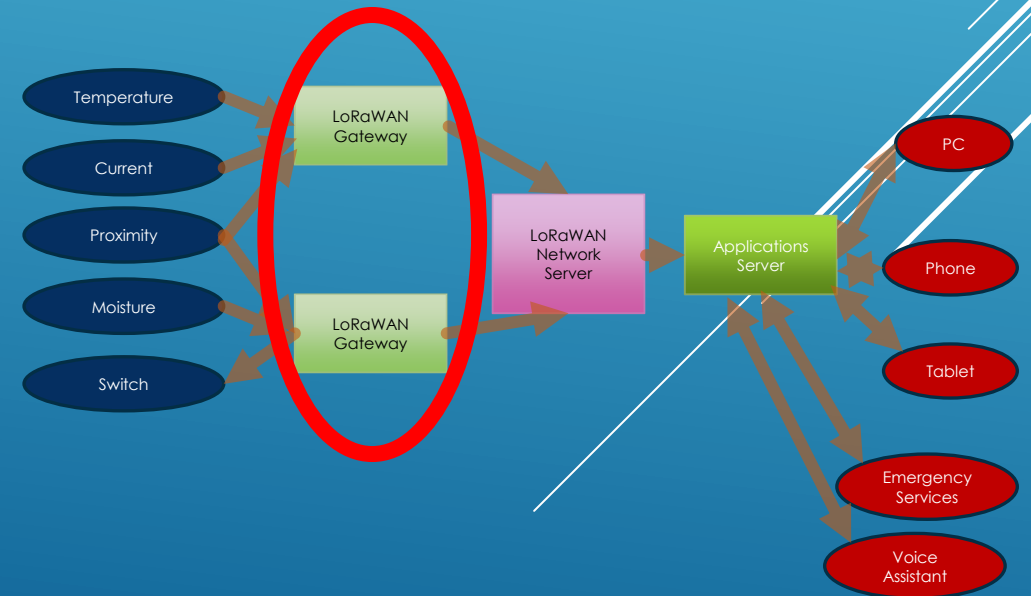 Temperature
Current
Proximity
Moisture
Switch
LoRaWAN
Gateway
LoRaWAN
Gateway
LoRaWAN
Network
Server
Applications
Server
PC
Phone
Tablet
Emergency
Services
Voice
Assistant